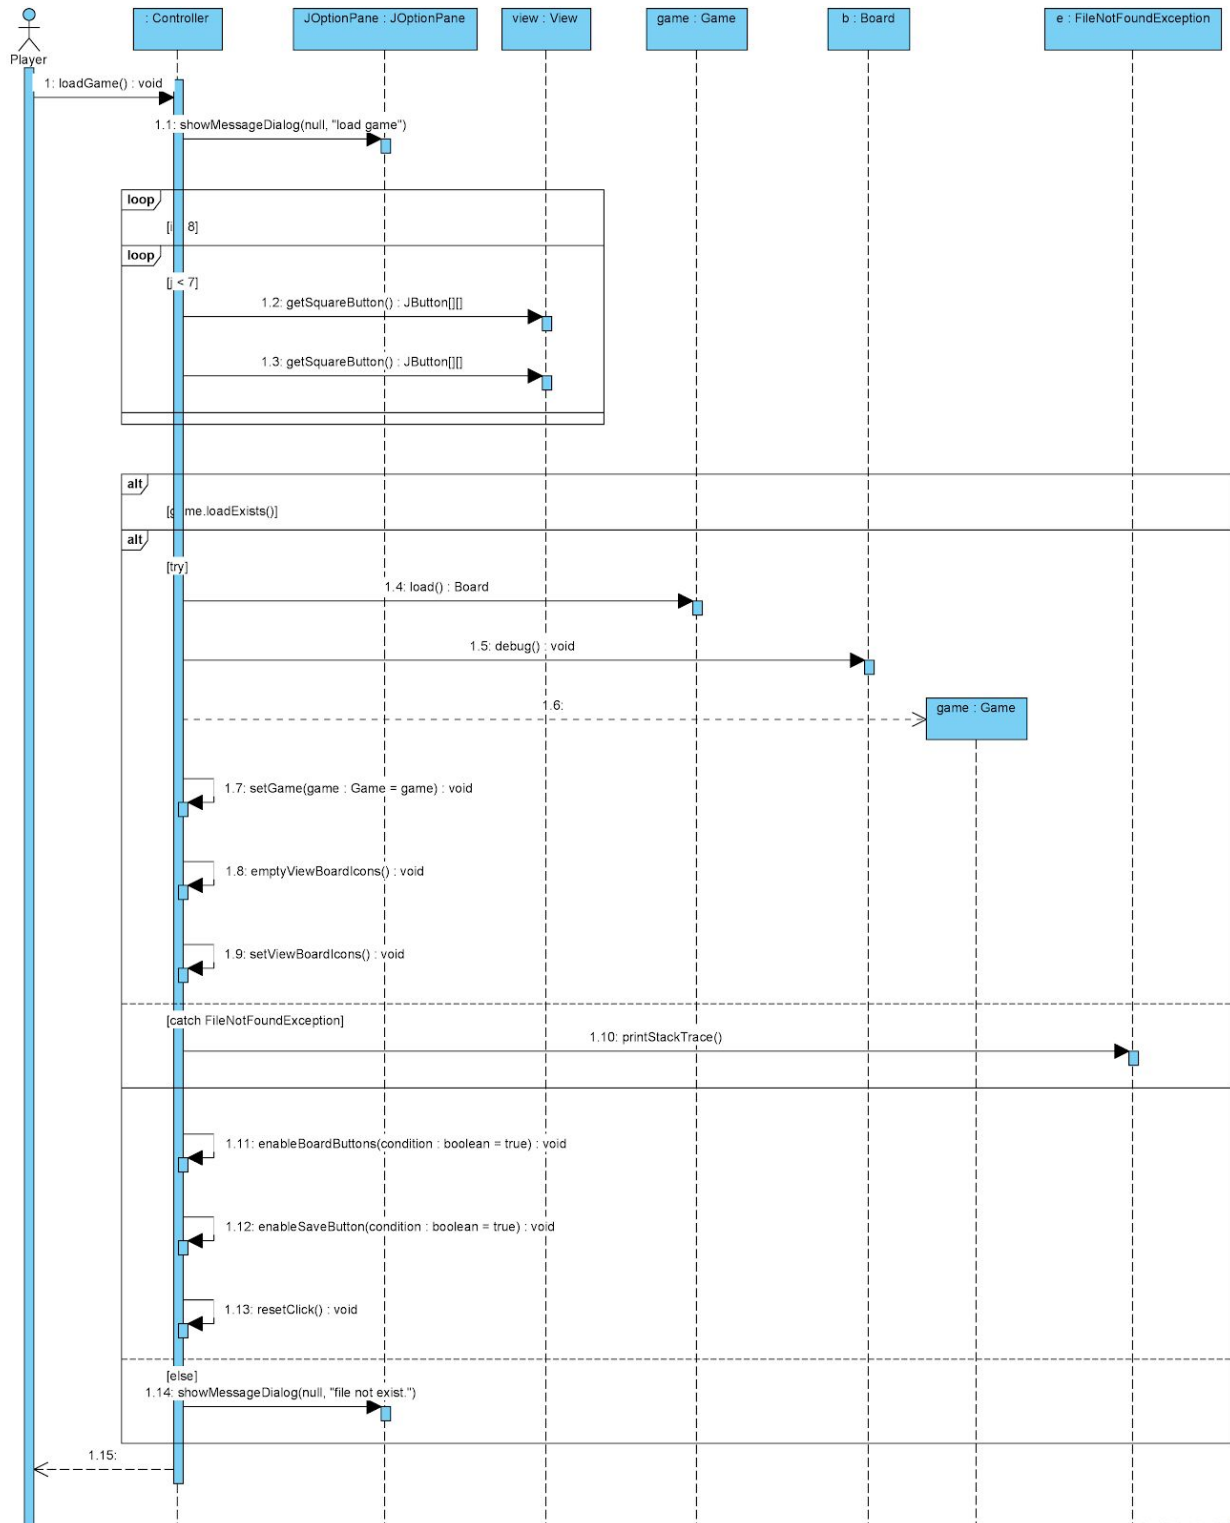 Player
: Controller
JOptionPane : JOptionPane
view : View
game : Game
b : Board
e : FileNotFoundException
1: loadGame() : void
1.1: showMessageDialog(null, "load game")
loop
[i 8]
loop
[j < 7]
1.2: getSquareButton() : JButton[][]
1.3: getSquareButton() : JButton[][]
alt
[game.loadExists()]
alt
[try]
1.4: load() : Board
1.5: debug() : void
1.6:
game : Game
1.7: setGame(game : Game = game) : void
1.8: emptyViewBoardIcons() : void
1.9: setViewBoardIcons() : void
[catch FileNotFoundException]
1.10: printStackTrace()
1.11: enableBoardButtons(condition : boolean = true) : void
1.12: enableSaveButton(condition : boolean = true) : void
1.13: resetClick() : void
[else]
1.14: showMessageDialog(null, "file not exist.")
1.15: